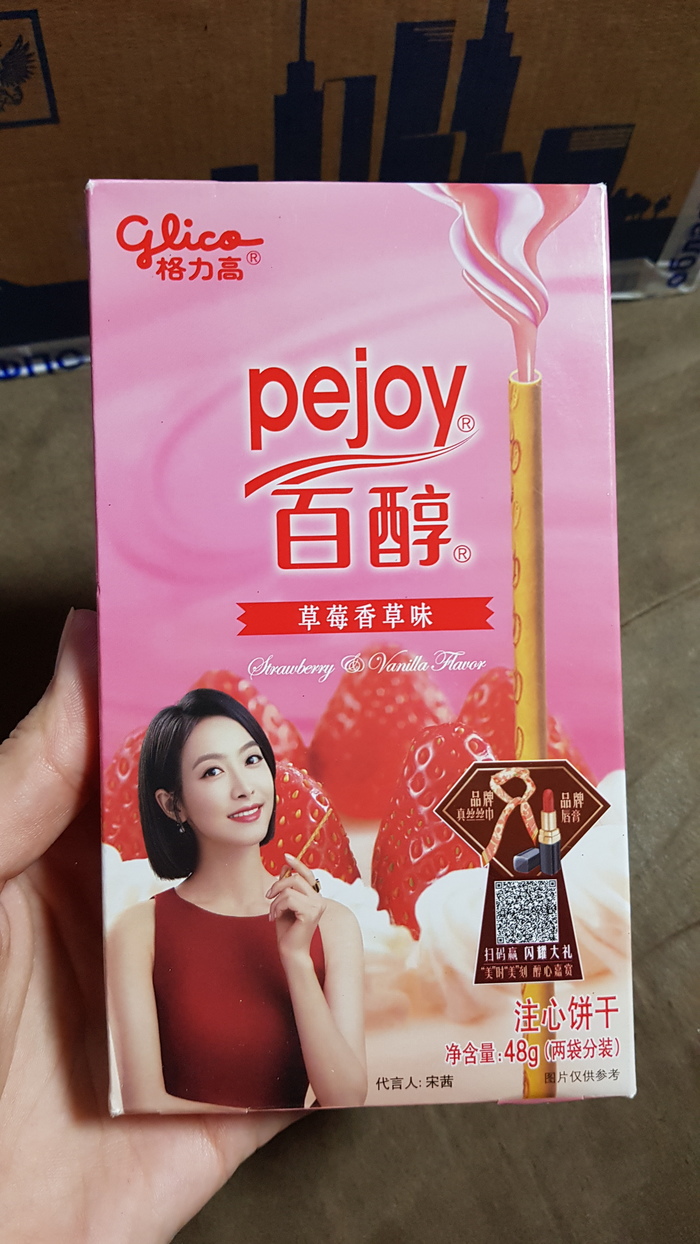 Glico
格力高®
pejoy®
百醇®
草莓香草味
Strawberry & Vanilla Flavor
品牌
真丝丝巾
品牌
唇膏
扫码赢 闪耀大礼
"美"时"美"刻 醉心嘉赏
注心饼干
净含量:48g(两袋分装)
代言人:宋茜
图片仅供参考